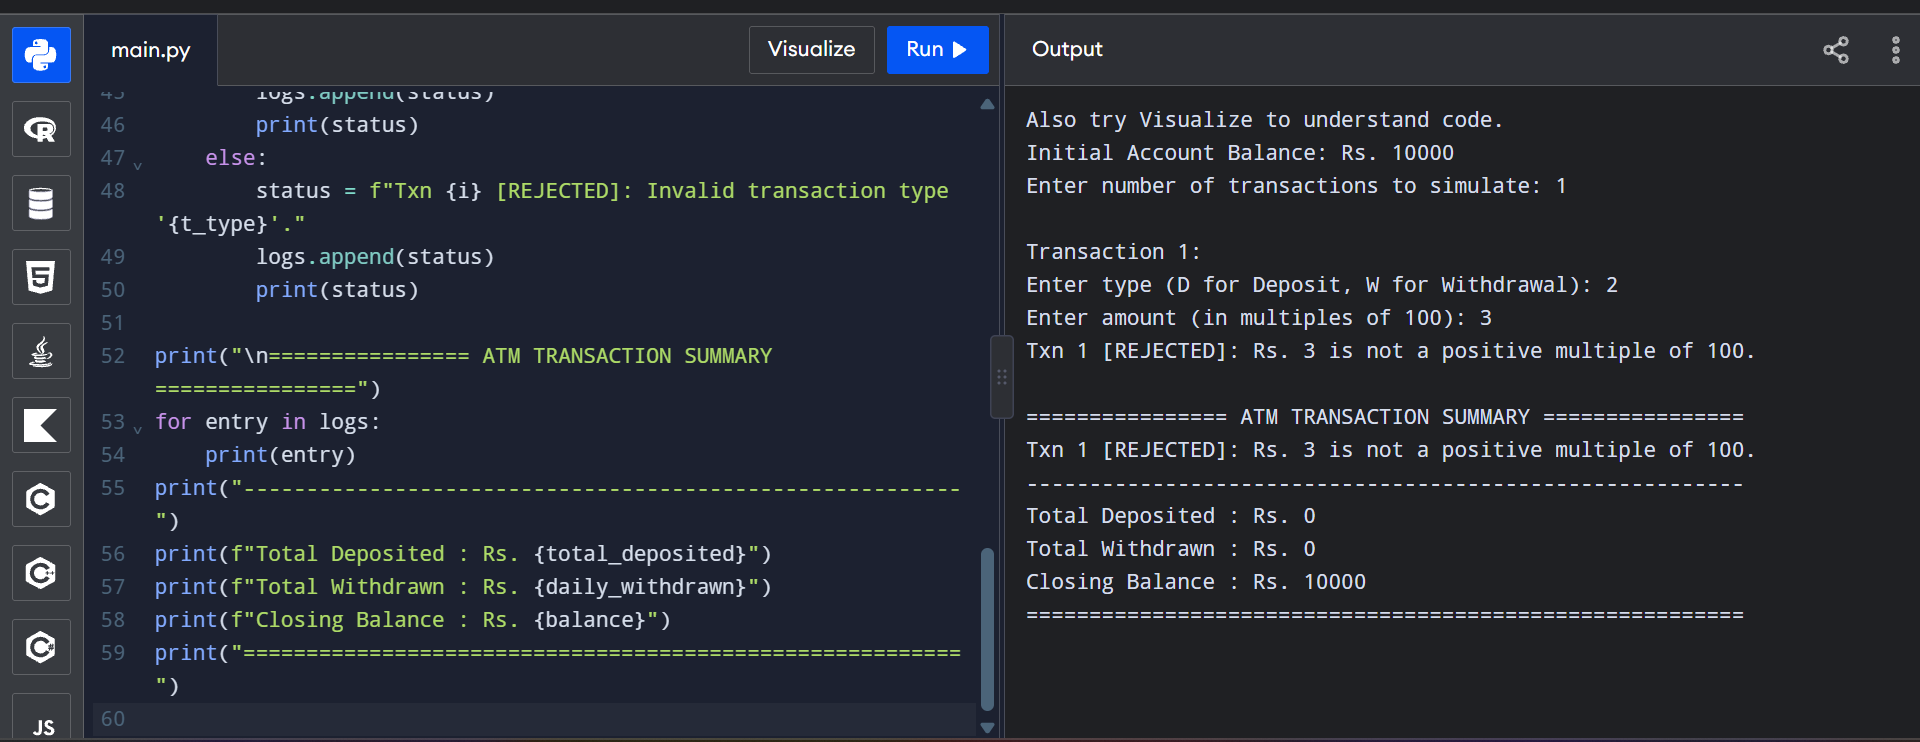 main.py
Visualize
Run
Output
45 logs.append(status)
46 print(status)
47 else:
48 status = f"Txn {i} [REJECTED]: Invalid transaction type
'{t_type}'."
49 logs.append(status)
50 print(status)
51
52 print("\n================ ATM TRANSACTION SUMMARY
================")
53 for entry in logs:
54 print(entry)
55 print("---------------------------------------------------------
")
56 print(f"Total Deposited : Rs. {total_deposited}")
57 print(f"Total Withdrawn : Rs. {daily_withdrawn}")
58 print(f"Closing Balance : Rs. {balance}")
59 print("=========================================================
")
60
Also try Visualize to understand code.
Initial Account Balance: Rs. 10000
Enter number of transactions to simulate: 1
Transaction 1:
Enter type (D for Deposit, W for Withdrawal): 2
Enter amount (in multiples of 100): 3
Txn 1 [REJECTED]: Rs. 3 is not a positive multiple of 100.
================ ATM TRANSACTION SUMMARY ================
Txn 1 [REJECTED]: Rs. 3 is not a positive multiple of 100.
---------------------------------------------------------
Total Deposited : Rs. 0
Total Withdrawn : Rs. 0
Closing Balance : Rs. 10000
=========================================================
R
5
C
C++
C#
JS